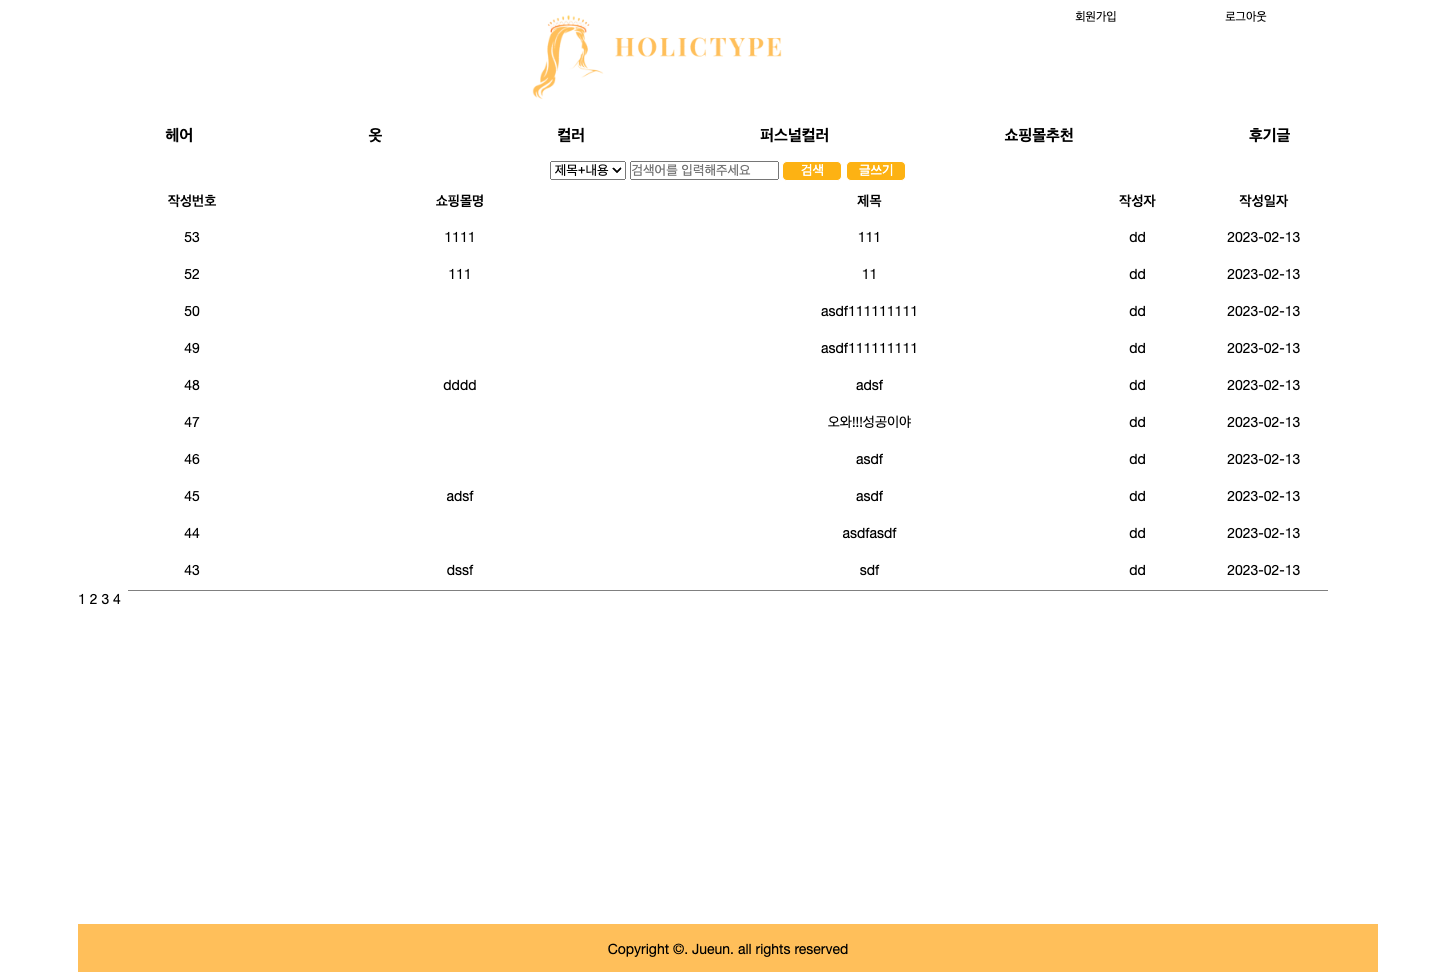 회원가입 로그아웃
HOLICTYPE
헤어 옷 컬러 퍼스널컬러 쇼핑몰추천 후기글
제목+내용 검색어를 입력해주세요 검색 글쓰기
작성번호 쇼핑몰명 제목 작성자 작성일자
53 1111 111 dd 2023-02-13
52 111 11 dd 2023-02-13
50 asdf111111111 dd 2023-02-13
49 asdf111111111 dd 2023-02-13
48 dddd adsf dd 2023-02-13
47 오와!!!성공이야 dd 2023-02-13
46 asdf dd 2023-02-13
45 adsf asdf dd 2023-02-13
44 asdfasdf dd 2023-02-13
43 dssf sdf dd 2023-02-13
1 2 3 4
Copyright ©. Jueun. all rights reserved